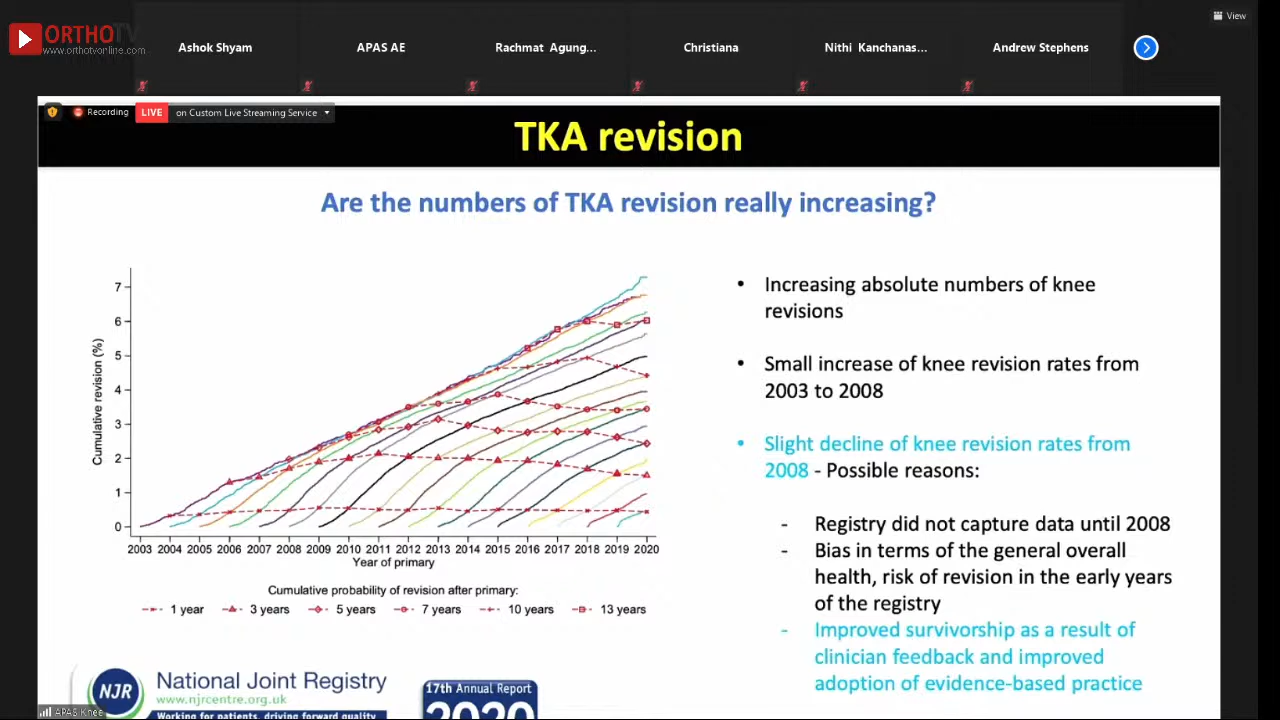 View
ORTHOTV
www.orthotvonline.com
Ashok Shyam
APAS AE
Rachmat Agung...
Christiana
Nithi Kanchanas...
Andrew Stephens
Recording
LIVE
on Custom Live Streaming Service
TKA revision
Are the numbers of TKA revision really increasing?
Cumulative revision (%)
7
6
5
4
3
2
1
0
2003 2004 2005 2006 2007 2008 2009 2010 2011 2012 2013 2014 2015 2016 2017 2018 2019 2020
Year of primary
Cumulative probability of revision after primary:
1 year 3 years 5 years 7 years 10 years 13 years
• Increasing absolute numbers of knee
revisions
• Small increase of knee revision rates from
2003 to 2008
• Slight decline of knee revision rates from
2008 - Possible reasons:
- Registry did not capture data until 2008
- Bias in terms of the general overall
health, risk of revision in the early years
of the registry
- Improved survivorship as a result of
clinician feedback and improved
adoption of evidence-based practice
NJR
National Joint Registry
www.njrcentre.org.uk
Working for patients, driving forward quality
17th Annual Report
2020
APAS Knee